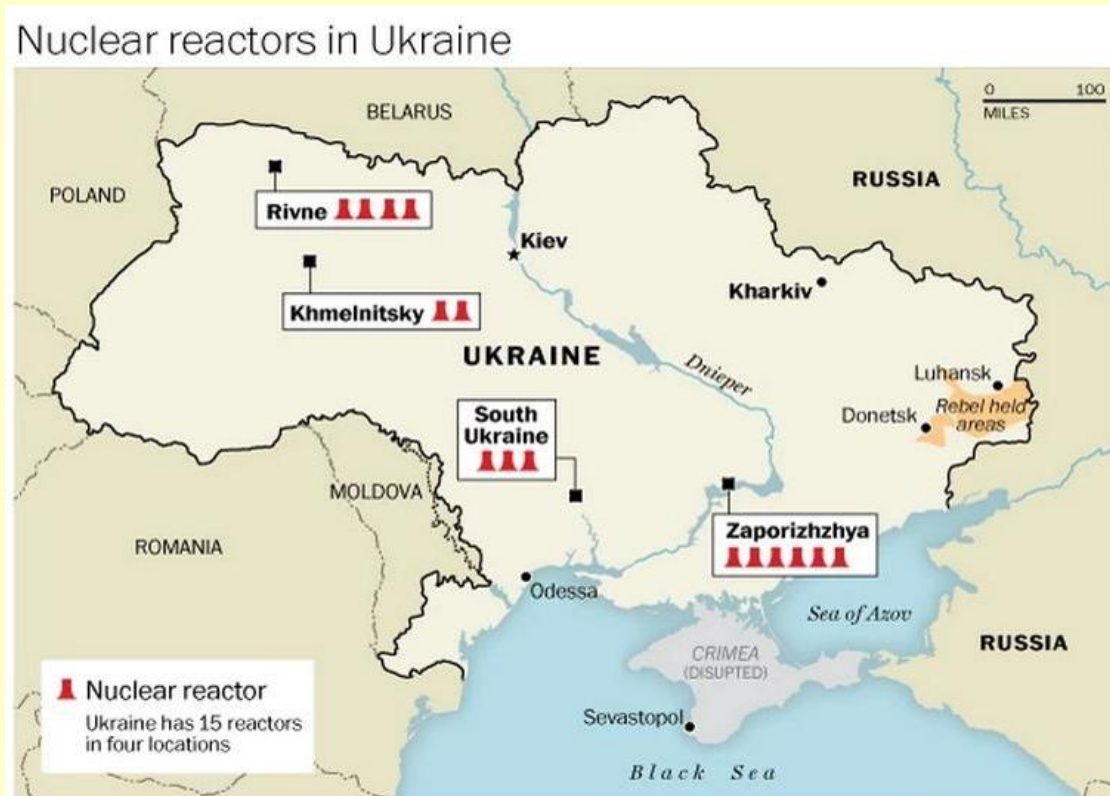 Nuclear reactors in Ukraine
BELARUS
0 100
MILES
POLAND
RUSSIA
Rivne
Kiev
Kharkiv
Khmelnitsky
UKRAINE
Dnieper
Luhansk
Rebel held
areas
Donetsk
South
Ukraine
MOLDOVA
Zaporizhzhya
ROMANIA
Odessa
Sea of Azov
RUSSIA
CRIMEA
(DISUPTED)
Sevastopol
Black Sea
Nuclear reactor
Ukraine has 15 reactors
in four locations